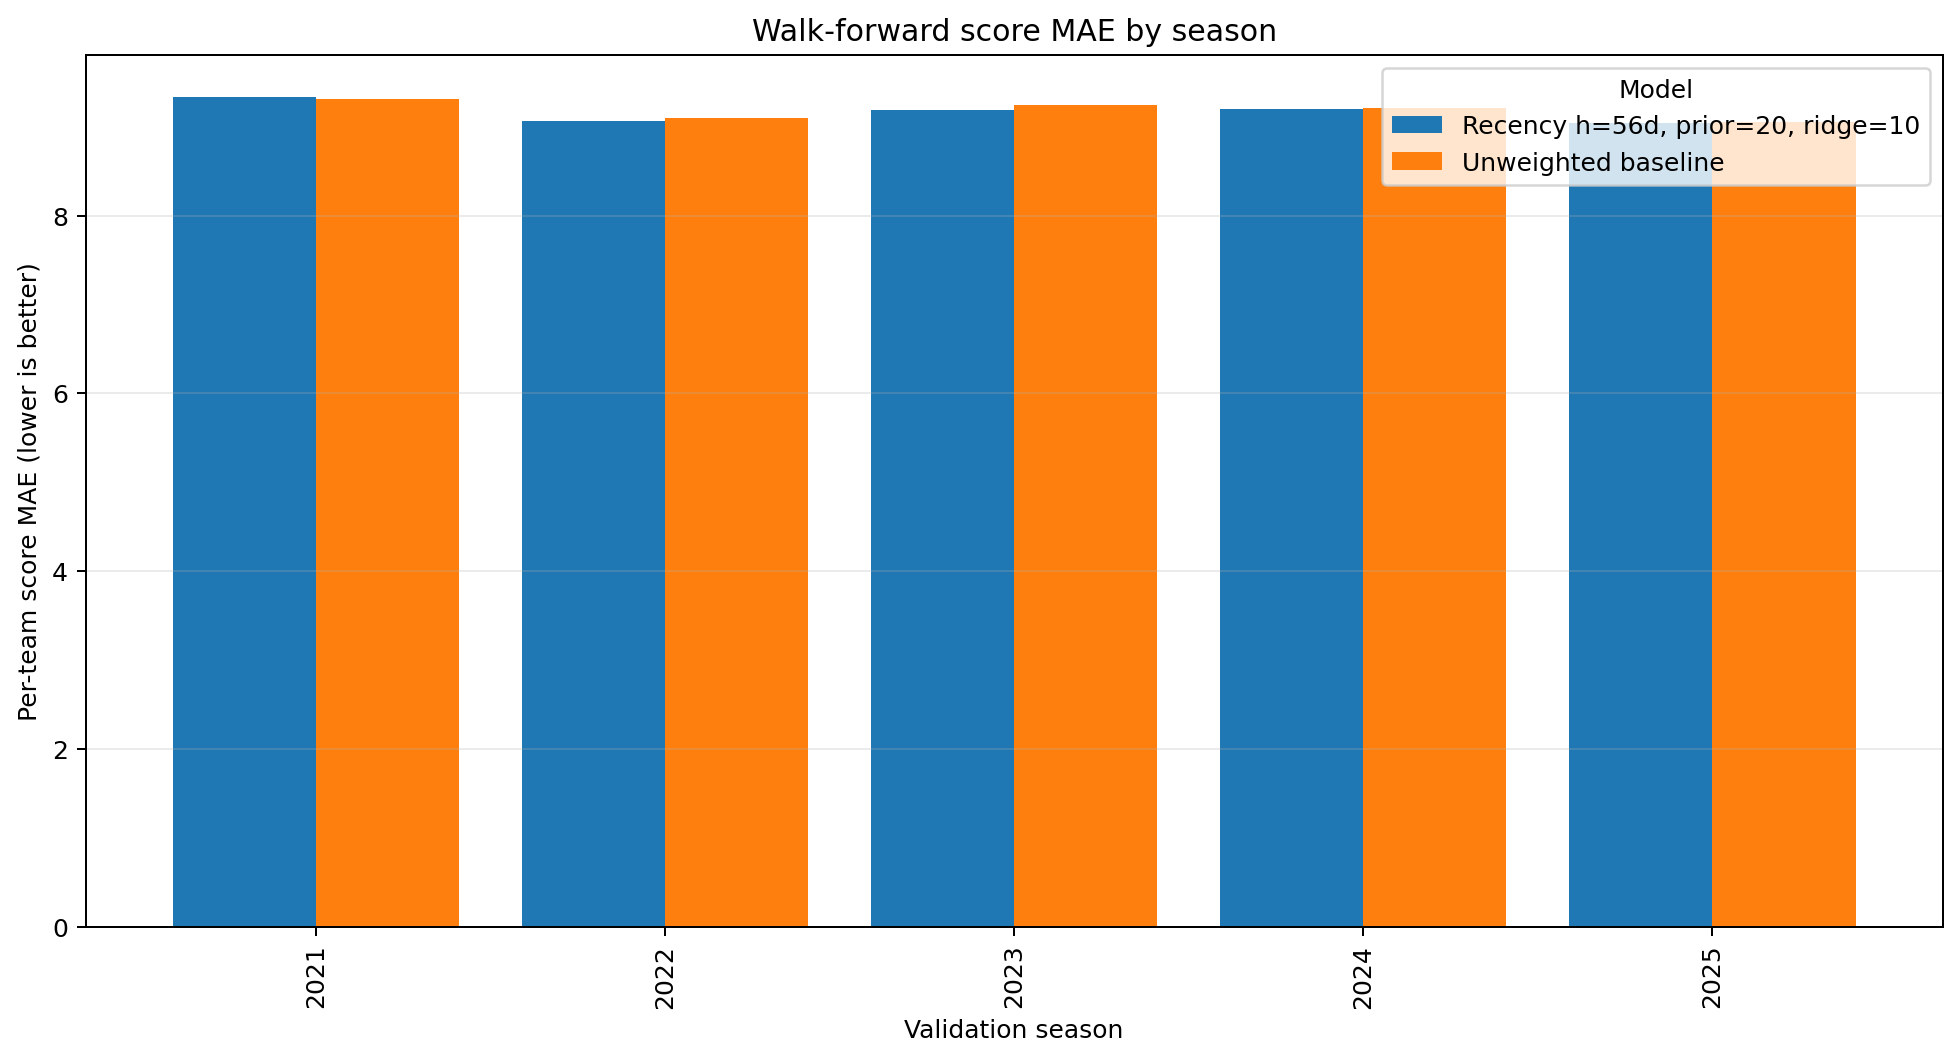 Walk-forward score MAE by season
Model
Recency h=56d, prior=20, ridge=10
Unweighted baseline
Per-team score MAE (lower is better)
8
6
4
2
0
2021
2022
2023
2024
2025
Validation season